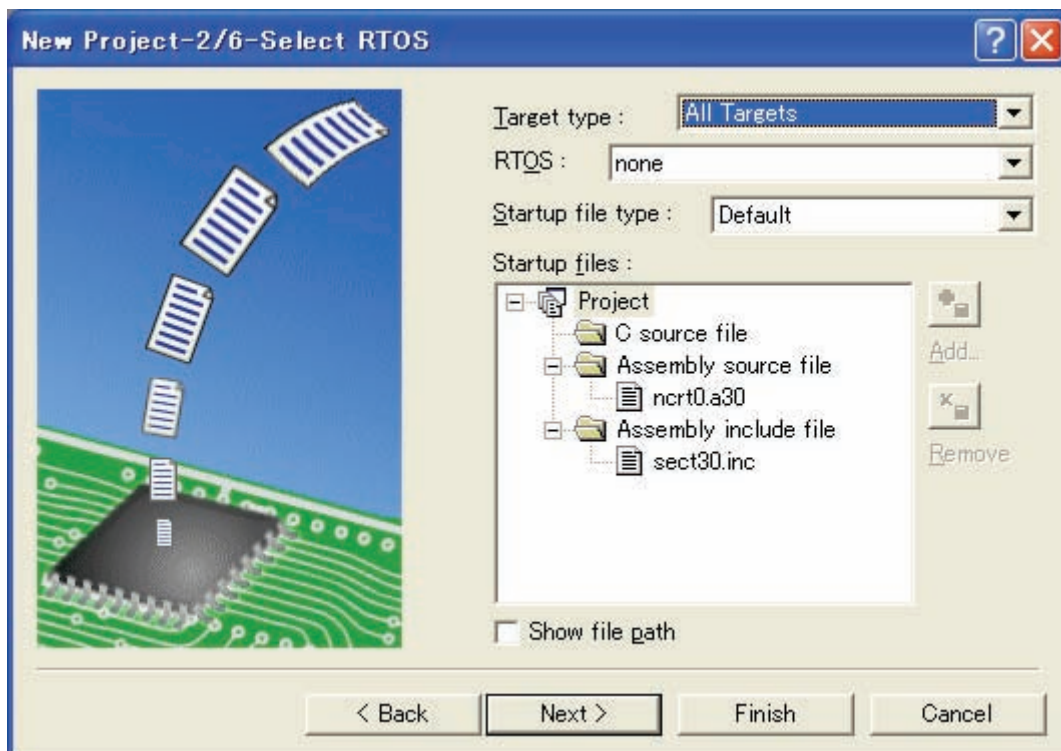 New Project-2/6-Select RTOS
Target type :
All Targets
RTOS :
none
Startup file type :
Default
Startup files :
Project
C source file
Assembly source file
ncrt0.a30
Assembly include file
sect30.inc
Add...
Remove
Show file path
< Back
Next >
Finish
Cancel